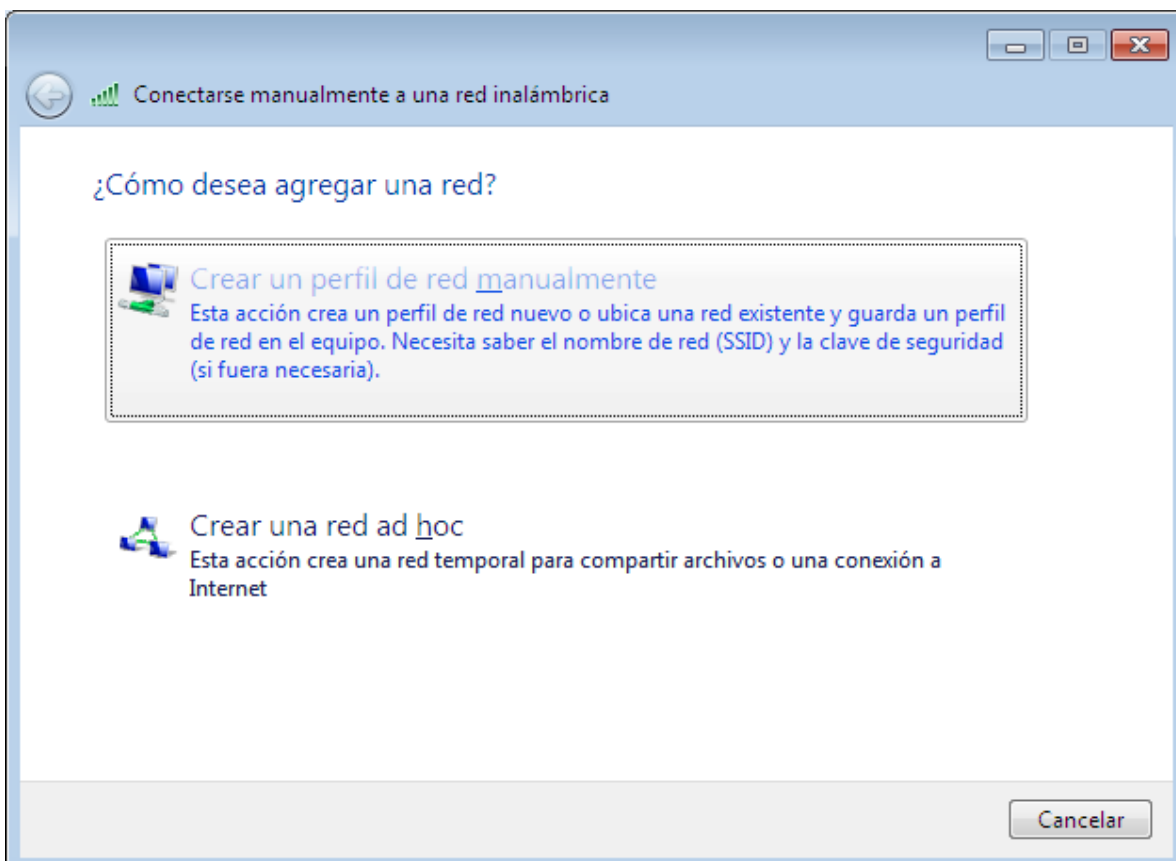 Conectarse manualmente a una red inalámbrica
¿Cómo desea agregar una red?
Crear un perfil de red manualmente
Esta acción crea un perfil de red nuevo o ubica una red existente y guarda un perfil
de red en el equipo. Necesita saber el nombre de red (SSID) y la clave de seguridad
(si fuera necesaria).
Crear una red ad hoc
Esta acción crea una red temporal para compartir archivos o una conexión a
Internet
Cancelar